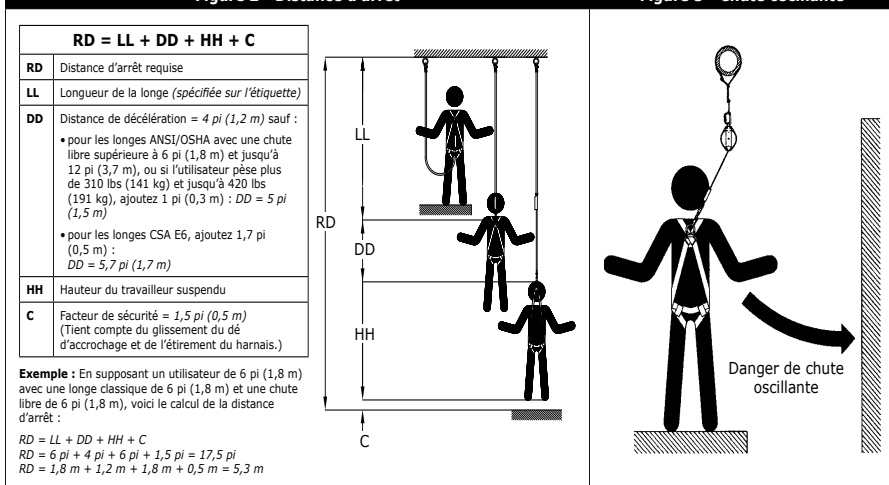 RD = LL + DD + HH + C
RD Distance d'arrêt requise
LL Longueur de la longe (spécifiée sur l'étiquette)
DD Distance de décélération = 4 pi (1,2 m) sauf :
• pour les longes ANSI/OSHA avec une chute
libre supérieure à 6 pi (1,8 m) et jusqu'à
12 pi (3,7 m), ou si l'utilisateur pèse plus
de 310 lbs (141 kg) et jusqu'à 420 lbs
(191 kg), ajoutez 1 pi (0,3 m) : DD = 5 pi
(1,5 m)
• pour les longes CSA E6, ajoutez 1,7 pi
(0,5 m) :
DD = 5,7 pi (1,7 m)
HH Hauteur du travailleur suspendu
C Facteur de sécurité = 1,5 pi (0,5 m)
(Tient compte du glissement du dé
d'accrochage et de l'étirement du harnais.)
Exemple : En supposant un utilisateur de 6 pi (1,8 m)
avec une longe classique de 6 pi (1,8 m) et une chute
libre de 6 pi (1,8 m), voici le calcul de la distance
d'arrêt :
RD = LL + DD + HH + C
RD = 6 pi + 4 pi + 6 pi + 1,5 pi = 17,5 pi
RD = 1,8 m + 1,2 m + 1,8 m + 0,5 m = 5,3 m
LL
RD
DD
HH
C
Danger de chute
oscillante